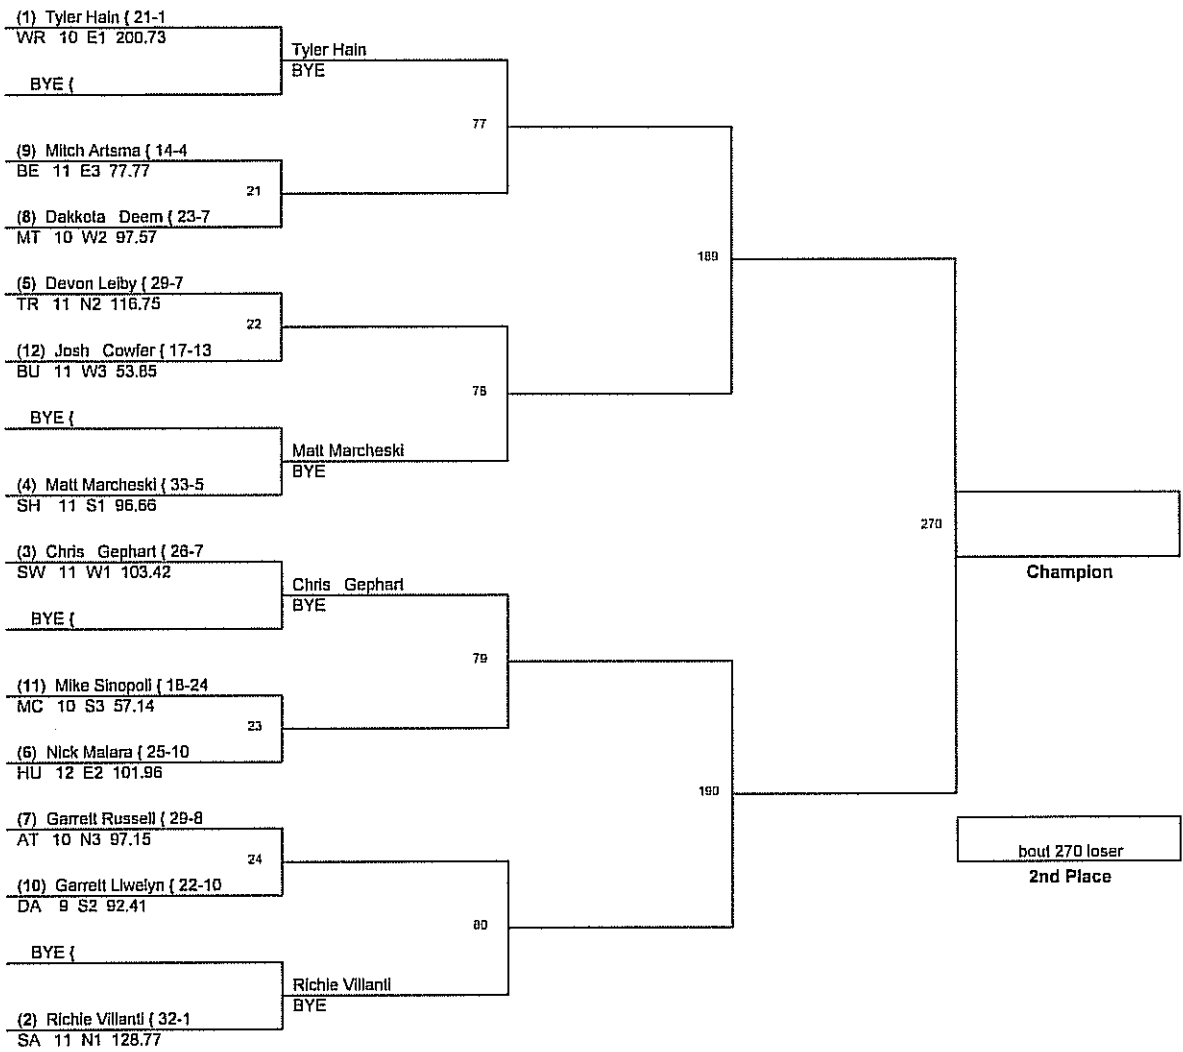 (1) Tyler Hain { 21-1
WR 10 E1 200.73
Tyler Hain
BYE
BYE {
77
(9) Mitch Artsma { 14-4
BE 11 E3 77.77
21
(8) Dakkota Deem { 23-7
MT 10 W2 97.57
189
(5) Devon Leiby { 29-7
TR 11 N2 116.75
22
(12) Josh Cowfer { 17-13
BU 11 W3 53.85
78
BYE {
Matt Marcheski
BYE
(4) Matt Marcheski { 33-5
SH 11 S1 96.66
270
Champion
(3) Chris Gephart { 26-7
SW 11 W1 103.42
Chris Gephart
BYE
BYE {
79
(11) Mike Sinopoli { 18-24
MC 10 S3 57.14
23
(6) Nick Malara { 25-10
HU 12 E2 101.96
190
(7) Garrett Russell { 29-8
AT 10 N3 97.15
24
bout 270 loser
2nd Place
(10) Garrett Llwelyn { 22-10
DA 9 S2 92.41
80
BYE {
Richie Villanti
BYE
(2) Richie Villanti { 32-1
SA 11 N1 128.77